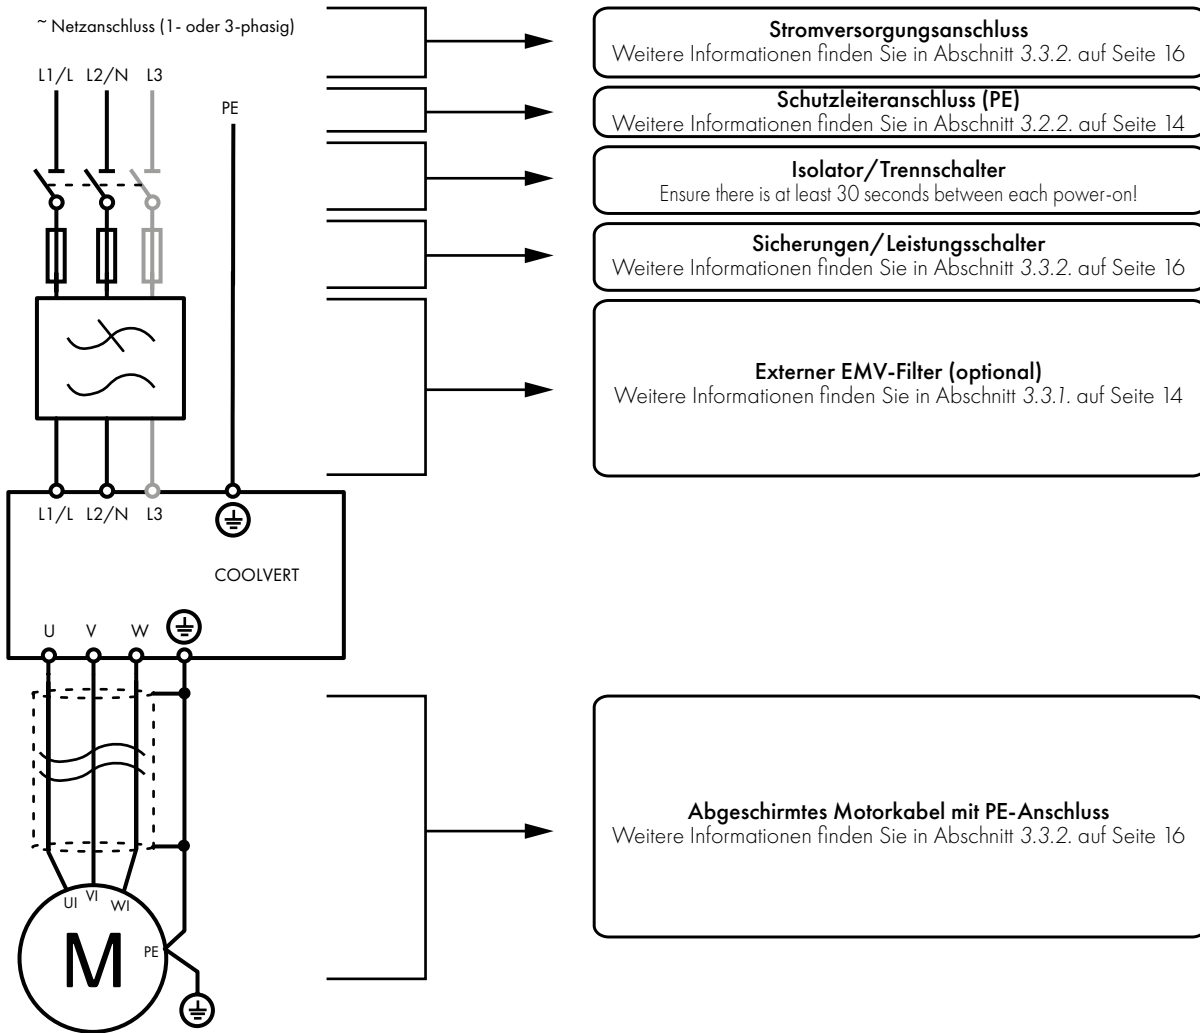 ~ Netzanschluss (1- oder 3-phasig)
L1/L L2/N L3
PE
Stromversorgungsanschluss
Weitere Informationen finden Sie in Abschnitt 3.3.2. auf Seite 16
Schutzleiteranschluss (PE)
Weitere Informationen finden Sie in Abschnitt 3.2.2. auf Seite 14
Isolator/Trennschalter
Ensure there is at least 30 seconds between each power-on!
Sicherungen/Leistungsschalter
Weitere Informationen finden Sie in Abschnitt 3.3.2. auf Seite 16
Externer EMV-Filter (optional)
Weitere Informationen finden Sie in Abschnitt 3.3.1. auf Seite 14
L1/L L2/N L3
COOLVERT
U V W
Abgeschirmtes Motorkabel mit PE-Anschluss
Weitere Informationen finden Sie in Abschnitt 3.3.2. auf Seite 16
UI VI WI
M
PE